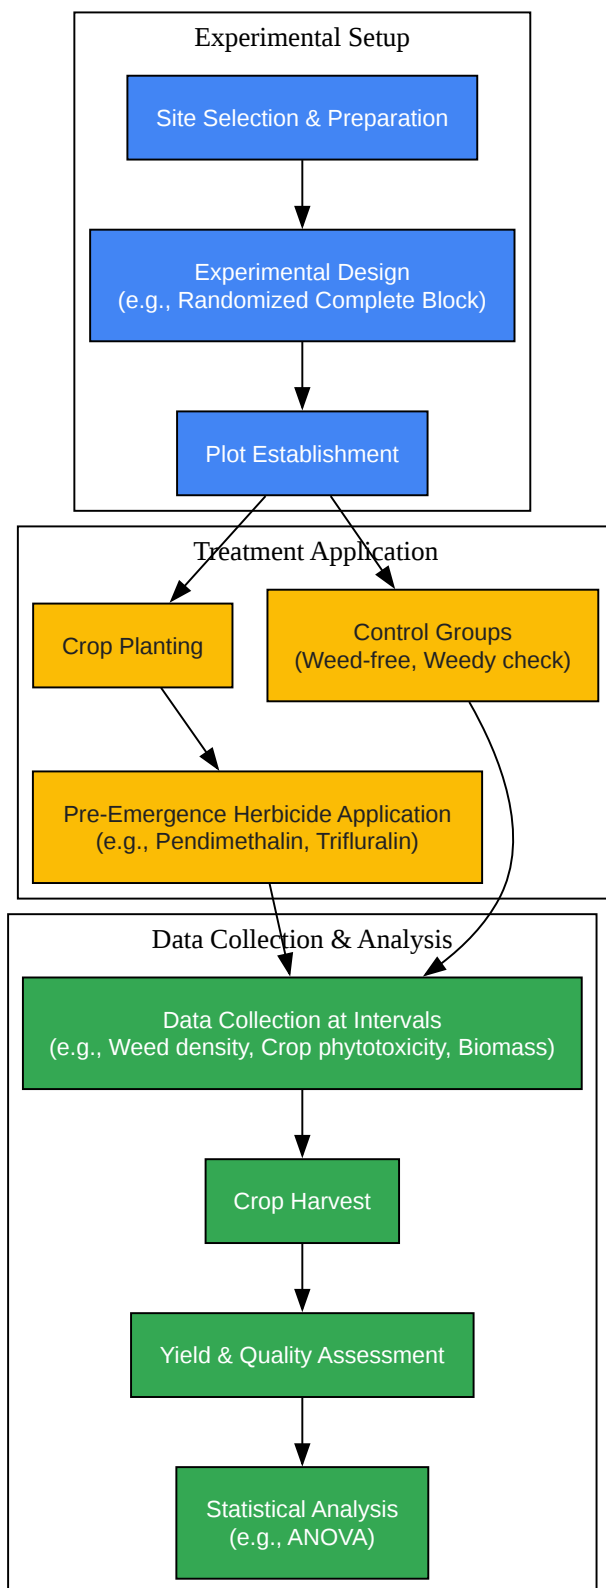 Experimental Setup
Site Selection & Preparation
Experimental Design
(e.g., Randomized Complete Block)
Plot Establishment
Treatment Application
Crop Planting
Control Groups
(Weed-free, Weedy check)
Pre-Emergence Herbicide Application
(e.g., Pendimethalin, Trifluralin)
Data Collection & Analysis
Data Collection at Intervals
(e.g., Weed density, Crop phytotoxicity, Biomass)
Crop Harvest
Yield & Quality Assessment
Statistical Analysis
(e.g., ANOVA)